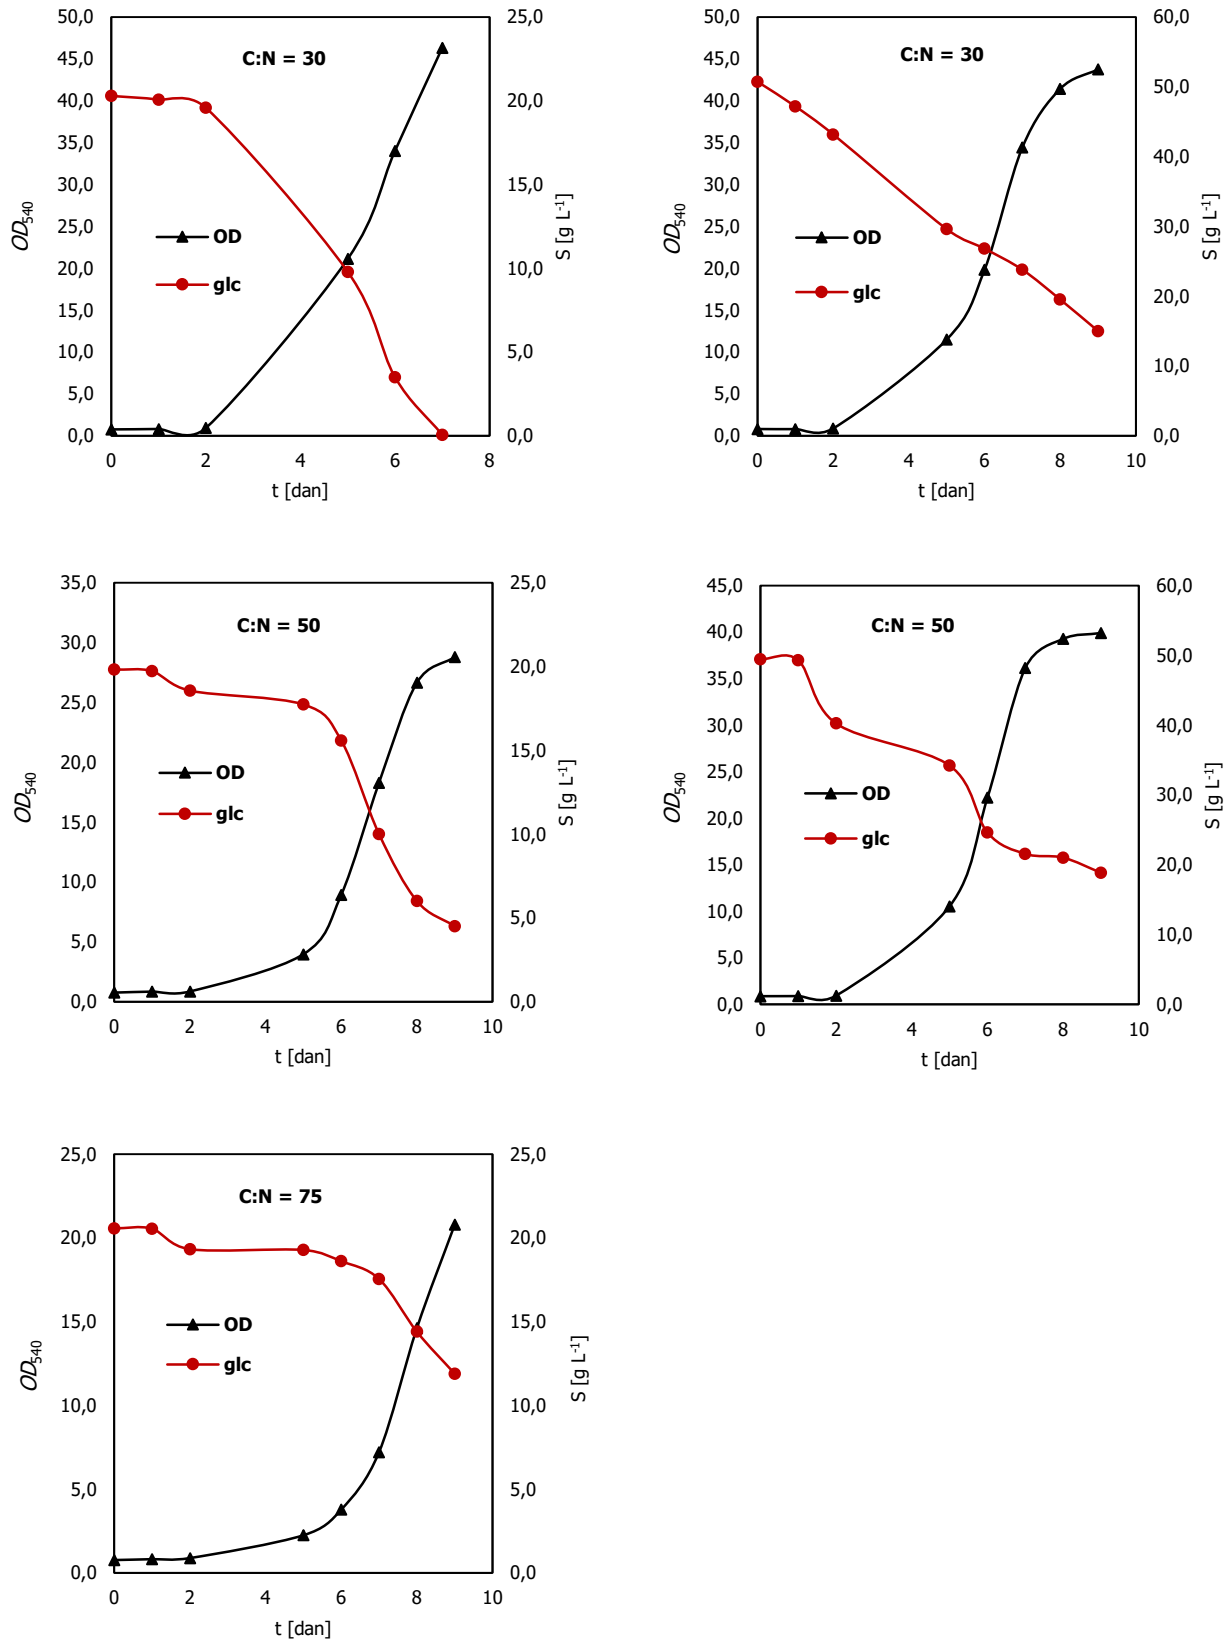 C:N = 30
50,0
45,0
40,0
35,0
30,0
25,0
20,0
15,0
10,0
5,0
0,0
OD540
25,0
20,0
15,0
10,0
5,0
0,0
S [g L-1]
OD
glc
0 2 4 6 8
t [dan]
C:N = 30
50,0
45,0
40,0
35,0
30,0
25,0
20,0
15,0
10,0
5,0
0,0
OD540
60,0
50,0
40,0
30,0
20,0
10,0
0,0
S [g L-1]
OD
glc
0 2 4 6 8 10
t [dan]
C:N = 50
35,0
30,0
25,0
20,0
15,0
10,0
5,0
0,0
OD540
25,0
20,0
15,0
10,0
5,0
0,0
S [g L-1]
OD
glc
0 2 4 6 8 10
t [dan]
C:N = 50
45,0
40,0
35,0
30,0
25,0
20,0
15,0
10,0
5,0
0,0
OD540
60,0
50,0
40,0
30,0
20,0
10,0
0,0
S [g L-1]
OD
glc
0 2 4 6 8 10
t [dan]
C:N = 75
25,0
20,0
15,0
10,0
5,0
0,0
OD540
25,0
20,0
15,0
10,0
5,0
0,0
S [g L-1]
OD
glc
0 2 4 6 8 10
t [dan]